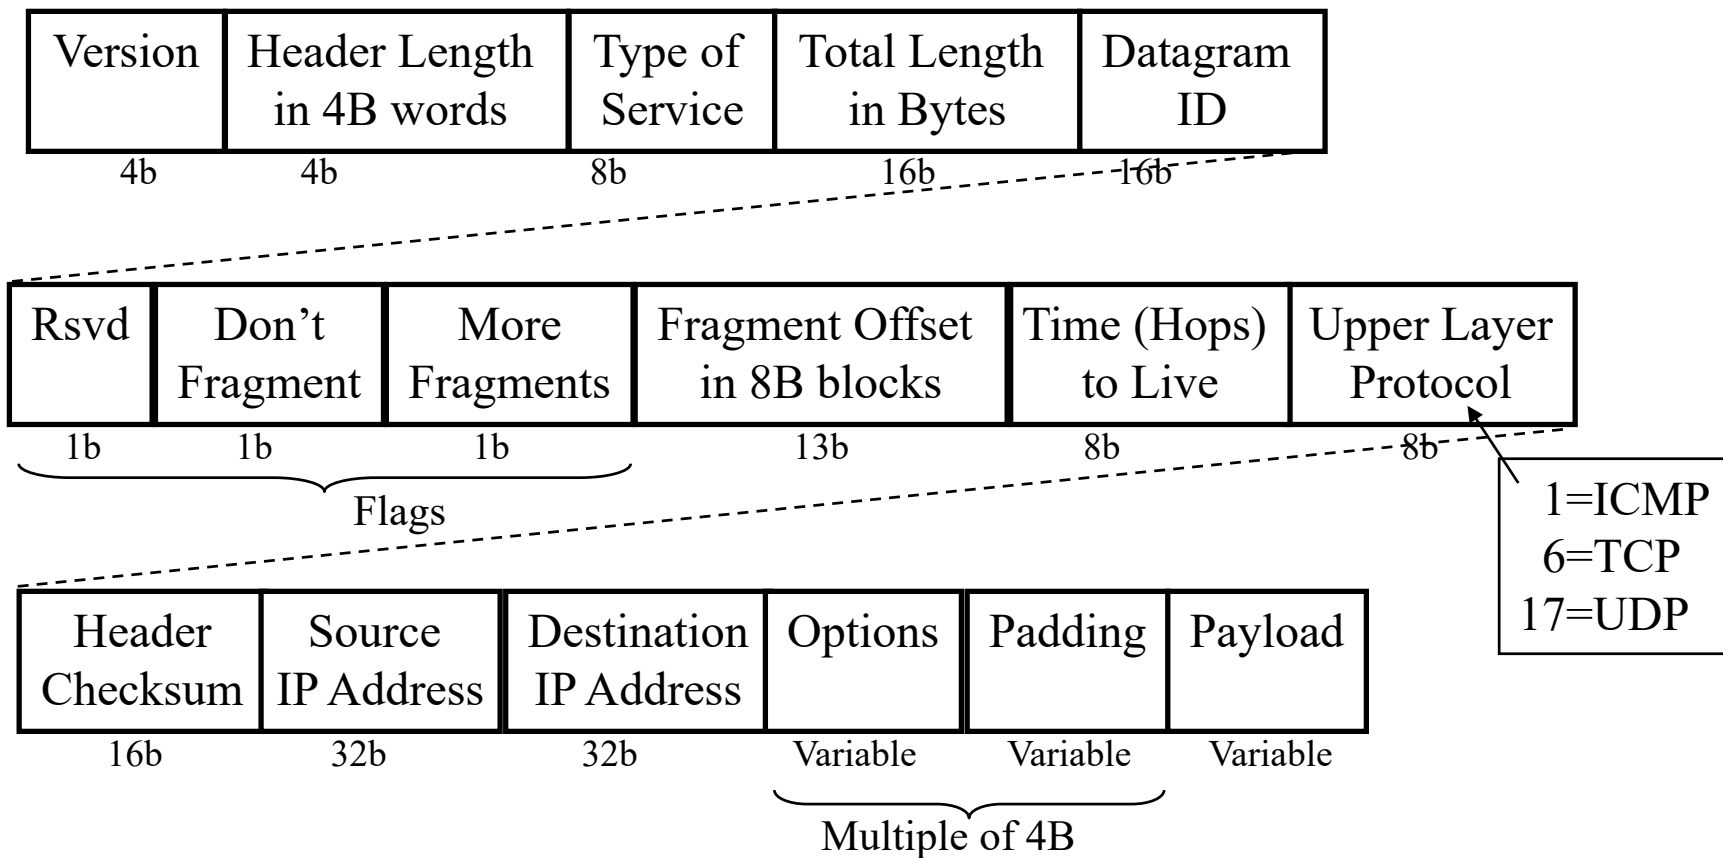 Version
Header Length
in 4B words
Type of
Service
Total Length
in Bytes
Datagram
ID
4b
4b
8b
16b
16b
Rsvd
Don’t
Fragment
More
Fragments
Fragment Offset
in 8B blocks
Time (Hops)
to Live
Upper Layer
Protocol
1b
1b
1b
13b
8b
8b
Flags
1=ICMP
6=TCP
17=UDP
Header
Checksum
Source
IP Address
Destination
IP Address
Options
Padding
Payload
16b
32b
32b
Variable
Variable
Variable
Multiple of 4B